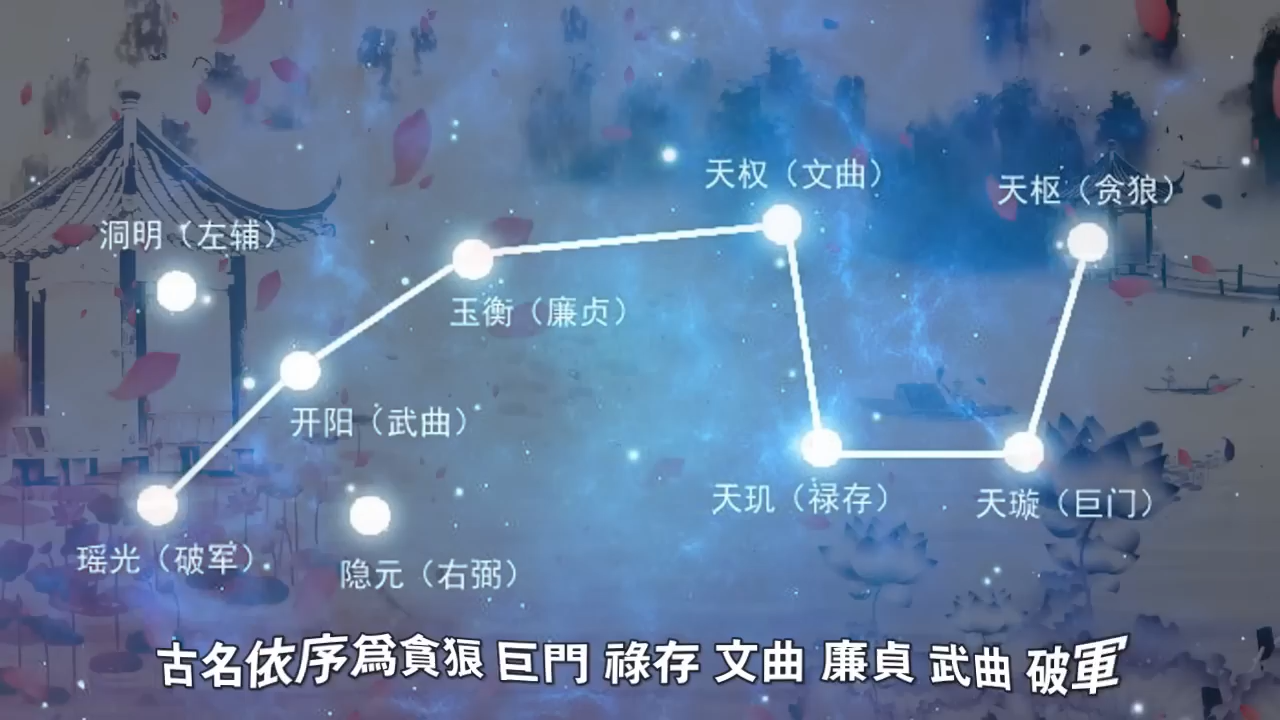 天权（文曲）
天枢（贪狼）
洞明（左辅）
玉衡（廉贞）
开阳（武曲）
天玑（禄存）
天璇（巨门）
瑶光（破军）
隐元（右弼）
古名依序爲貪狼 巨門 祿存 文曲 廉貞 武曲 破軍